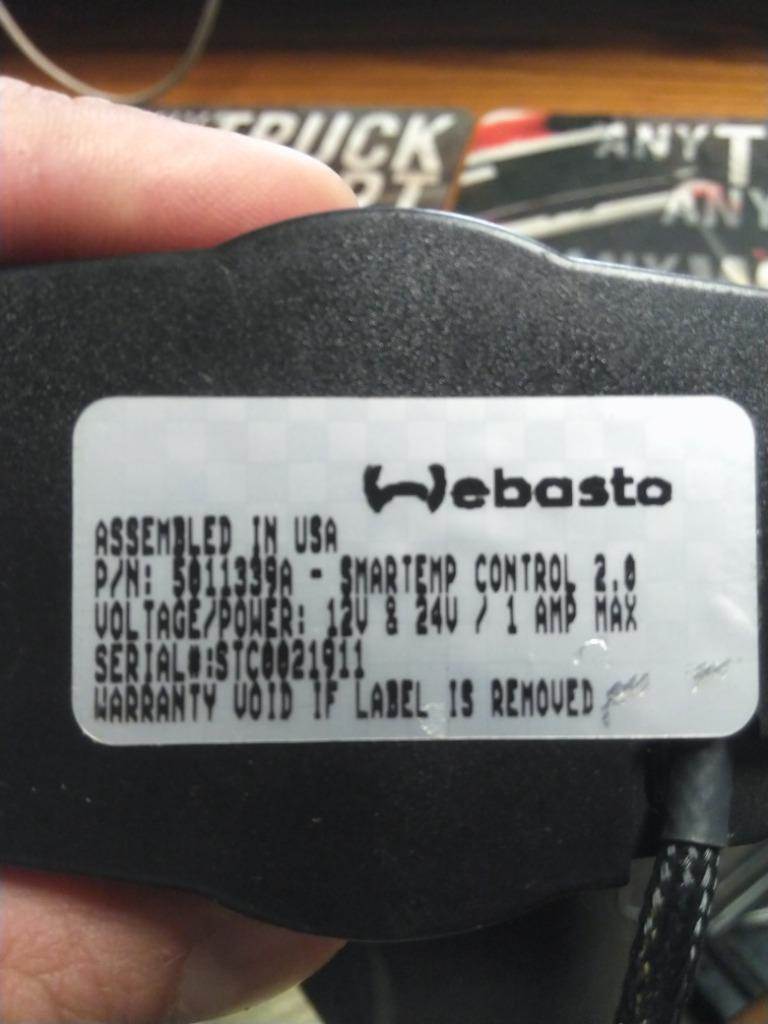 TRUCK
ANY T
ANY
Webasto
ASSEMBLED IN USA
P/N: 5011339A - SMARTEMP CONTROL 2.0
VOLTAGE/POWER: 12V & 24V / 1 AMP MAX
SERIAL#:STC0021911
WARRANTY VOID IF LABEL IS REMOVED